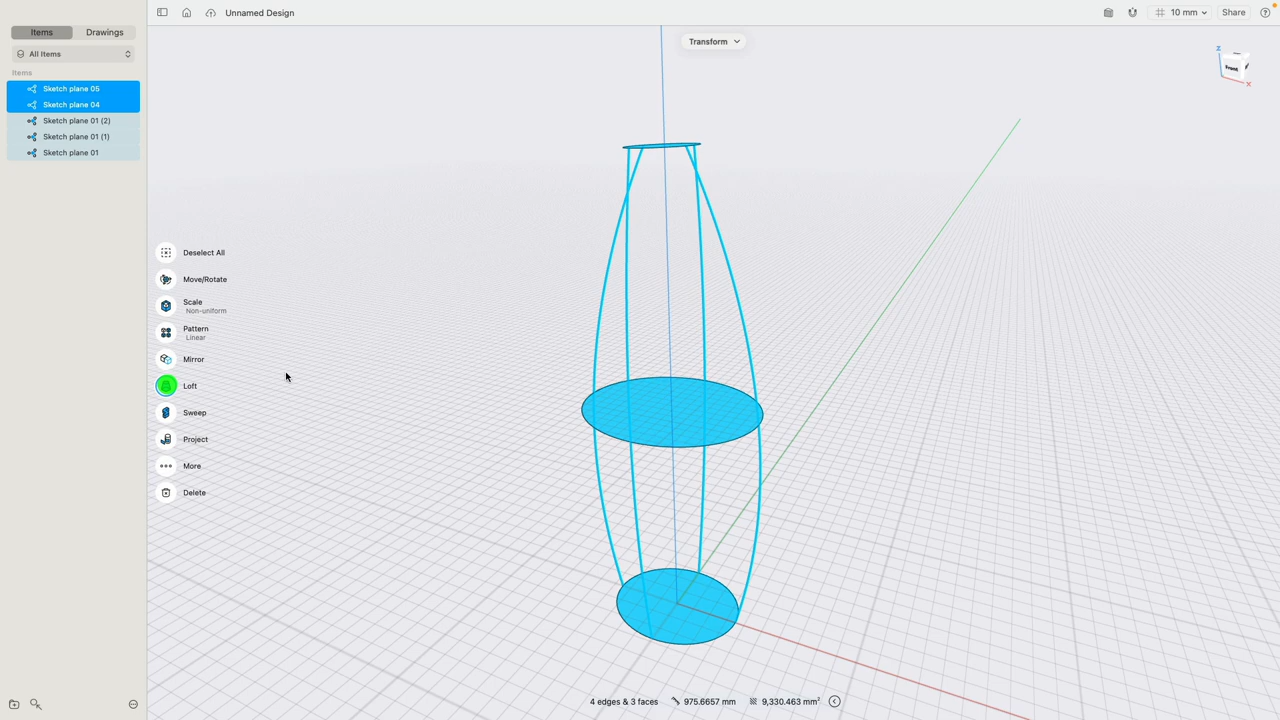 Unnamed Design
10 mm
Share
Items
Drawings
All Items
Items
Sketch plane 05
Sketch plane 04
Sketch plane 01 (2)
Sketch plane 01 (1)
Sketch plane 01
Transform
Z
Front
X
Deselect All
Move/Rotate
Scale
Non-uniform
Pattern
Linear
Mirror
Loft
Sweep
Project
More
Delete
4 edges & 3 faces
975.6657 mm
9,330.463 mm²